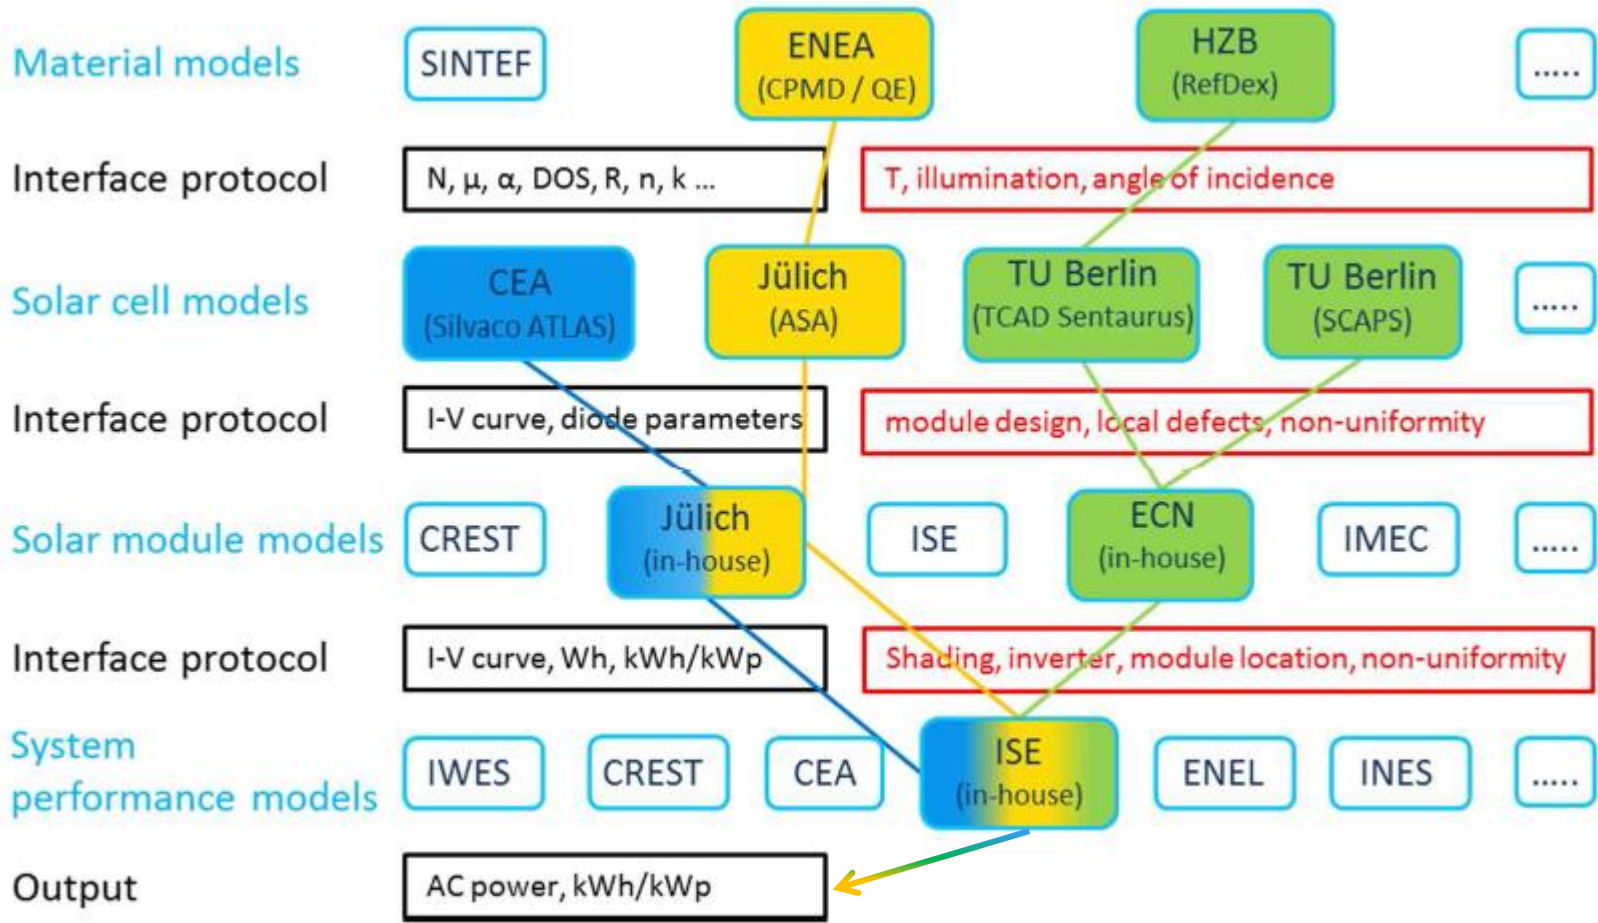 Material models
SINTEF
ENEA
(CPMD / QE)
HZB
(RefDex)
.....
Interface protocol
N, μ, α, DOS, R, n, k ...
T, illumination, angle of incidence
Solar cell models
CEA
(Silvaco ATLAS)
Jülich
(ASA)
TU Berlin
(TCAD Sentaurus)
TU Berlin
(SCAPS)
.....
Interface protocol
I-V curve, diode parameters
module design, local defects, non-uniformity
Solar module models
CREST
Jülich
(in-house)
ISE
ECN
(in-house)
IMEC
.....
Interface protocol
I-V curve, Wh, kWh/kWp
Shading, inverter, module location, non-uniformity
System
performance models
IWES
CREST
CEA
ISE
(in-house)
ENEL
INES
.....
Output
AC power, kWh/kWp